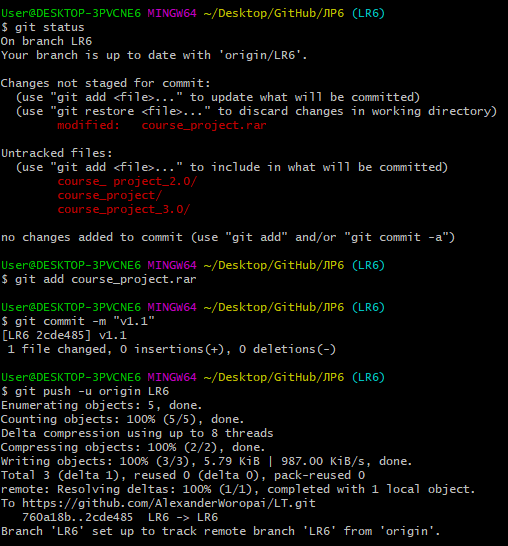 User@DESKTOP-3PVCNE6 MINGW64 ~/Desktop/GitHub/ЛР6 (LR6)
$ git status
On branch LR6
Your branch is up to date with 'origin/LR6'.
Changes not staged for commit:
(use "git add <file>..." to update what will be committed)
(use "git restore <file>..." to discard changes in working directory)
modified:   course_project.rar
Untracked files:
(use "git add <file>..." to include in what will be committed)
course_ project_2.0/
course_project/
course_project_3.0/
no changes added to commit (use "git add" and/or "git commit -a")
User@DESKTOP-3PVCNE6 MINGW64 ~/Desktop/GitHub/ЛР6 (LR6)
$ git add course_project.rar
User@DESKTOP-3PVCNE6 MINGW64 ~/Desktop/GitHub/ЛР6 (LR6)
$ git commit -m "v1.1"
[LR6 2cde485] v1.1
1 file changed, 0 insertions(+), 0 deletions(-)
User@DESKTOP-3PVCNE6 MINGW64 ~/Desktop/GitHub/ЛР6 (LR6)
$ git push -u origin LR6
Enumerating objects: 5, done.
Counting objects: 100% (5/5), done.
Delta compression using up to 8 threads
Compressing objects: 100% (2/2), done.
Writing objects: 100% (3/3), 5.79 KiB | 987.00 KiB/s, done.
Total 3 (delta 1), reused 0 (delta 0), pack-reused 0
remote: Resolving deltas: 100% (1/1), completed with 1 local object.
To https://github.com/AlexanderWoropai/LT.git
760a18b..2cde485  LR6 -> LR6
Branch 'LR6' set up to track remote branch 'LR6' from 'origin'.